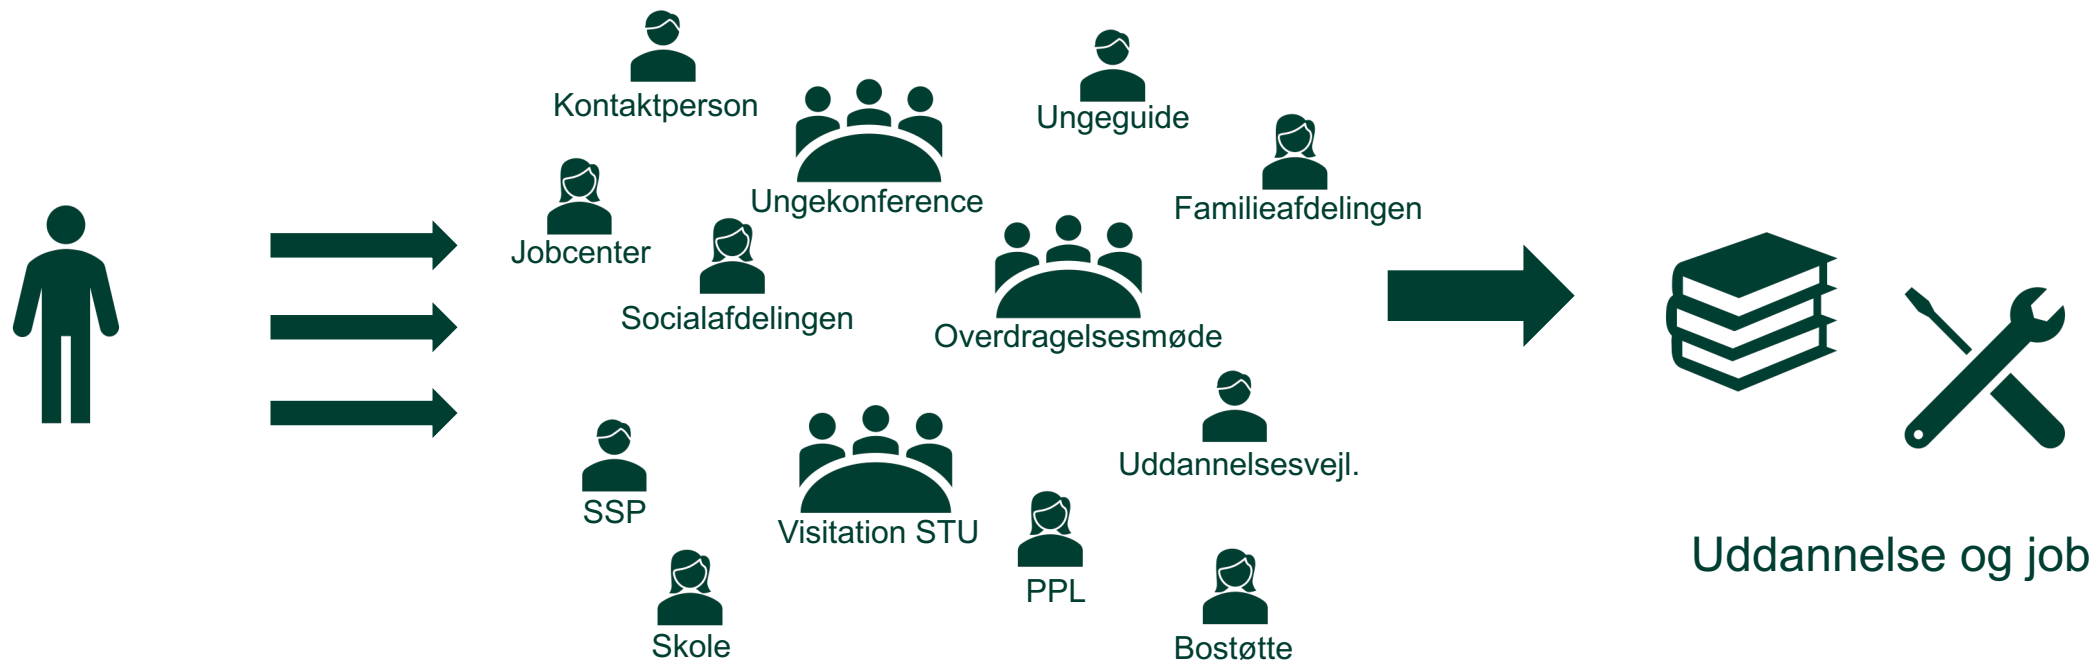 Kontaktperson
Ungeguide
Ungekonference
Familieafdelingen
Jobcenter
Socialafdelingen
Overdragelsesmøde
Uddannelsesvejl.
SSP
Visitation STU
PPL
Skole
Bostøtte
Uddannelse og job